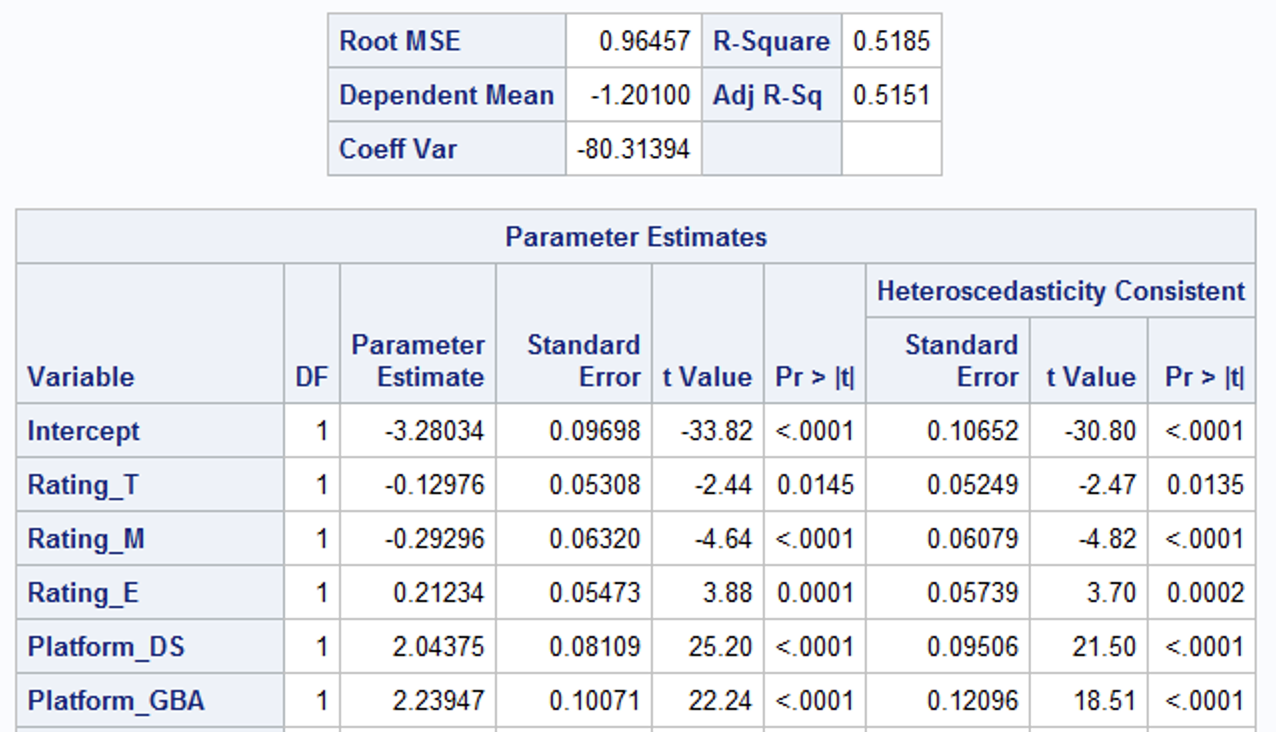 Root MSE 0.96457 R-Square 0.5185
Dependent Mean -1.20100 Adj R-Sq 0.5151
Coeff Var -80.31394
Parameter Estimates
Heteroscedasticity Consistent
Variable DF Parameter Estimate Standard Error t Value Pr > |t| Standard Error t Value Pr > |t|
Intercept 1 -3.28034 0.09698 -33.82 <.0001 0.10652 -30.80 <.0001
Rating_T 1 -0.12976 0.05308 -2.44 0.0145 0.05249 -2.47 0.0135
Rating_M 1 -0.29296 0.06320 -4.64 <.0001 0.06079 -4.82 <.0001
Rating_E 1 0.21234 0.05473 3.88 0.0001 0.05739 3.70 0.0002
Platform_DS 1 2.04375 0.08109 25.20 <.0001 0.09506 21.50 <.0001
Platform_GBA 1 2.23947 0.10071 22.24 <.0001 0.12096 18.51 <.0001